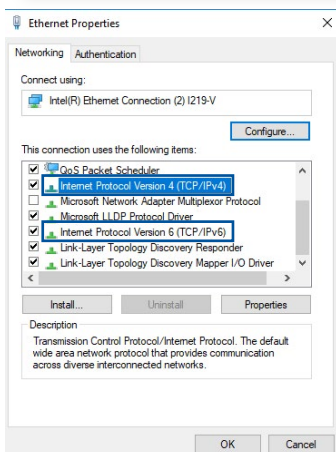 Ethernet Properties
Networking Authentication
Connect using:
Intel(R) Ethernet Connection (2) I219-V
Configure...
This connection uses the following items:
QoS Packet Scheduler
Internet Protocol Version 4 (TCP/IPv4)
Microsoft Network Adapter Multiplexor Protocol
Microsoft LLDP Protocol Driver
Internet Protocol Version 6 (TCP/IPv6)
Link-Layer Topology Discovery Responder
Link-Layer Topology Discovery Mapper I/O Driver
Install... Uninstall Properties
Description
Transmission Control Protocol/Internet Protocol. The default
wide area network protocol that provides communication
across diverse interconnected networks.
OK Cancel